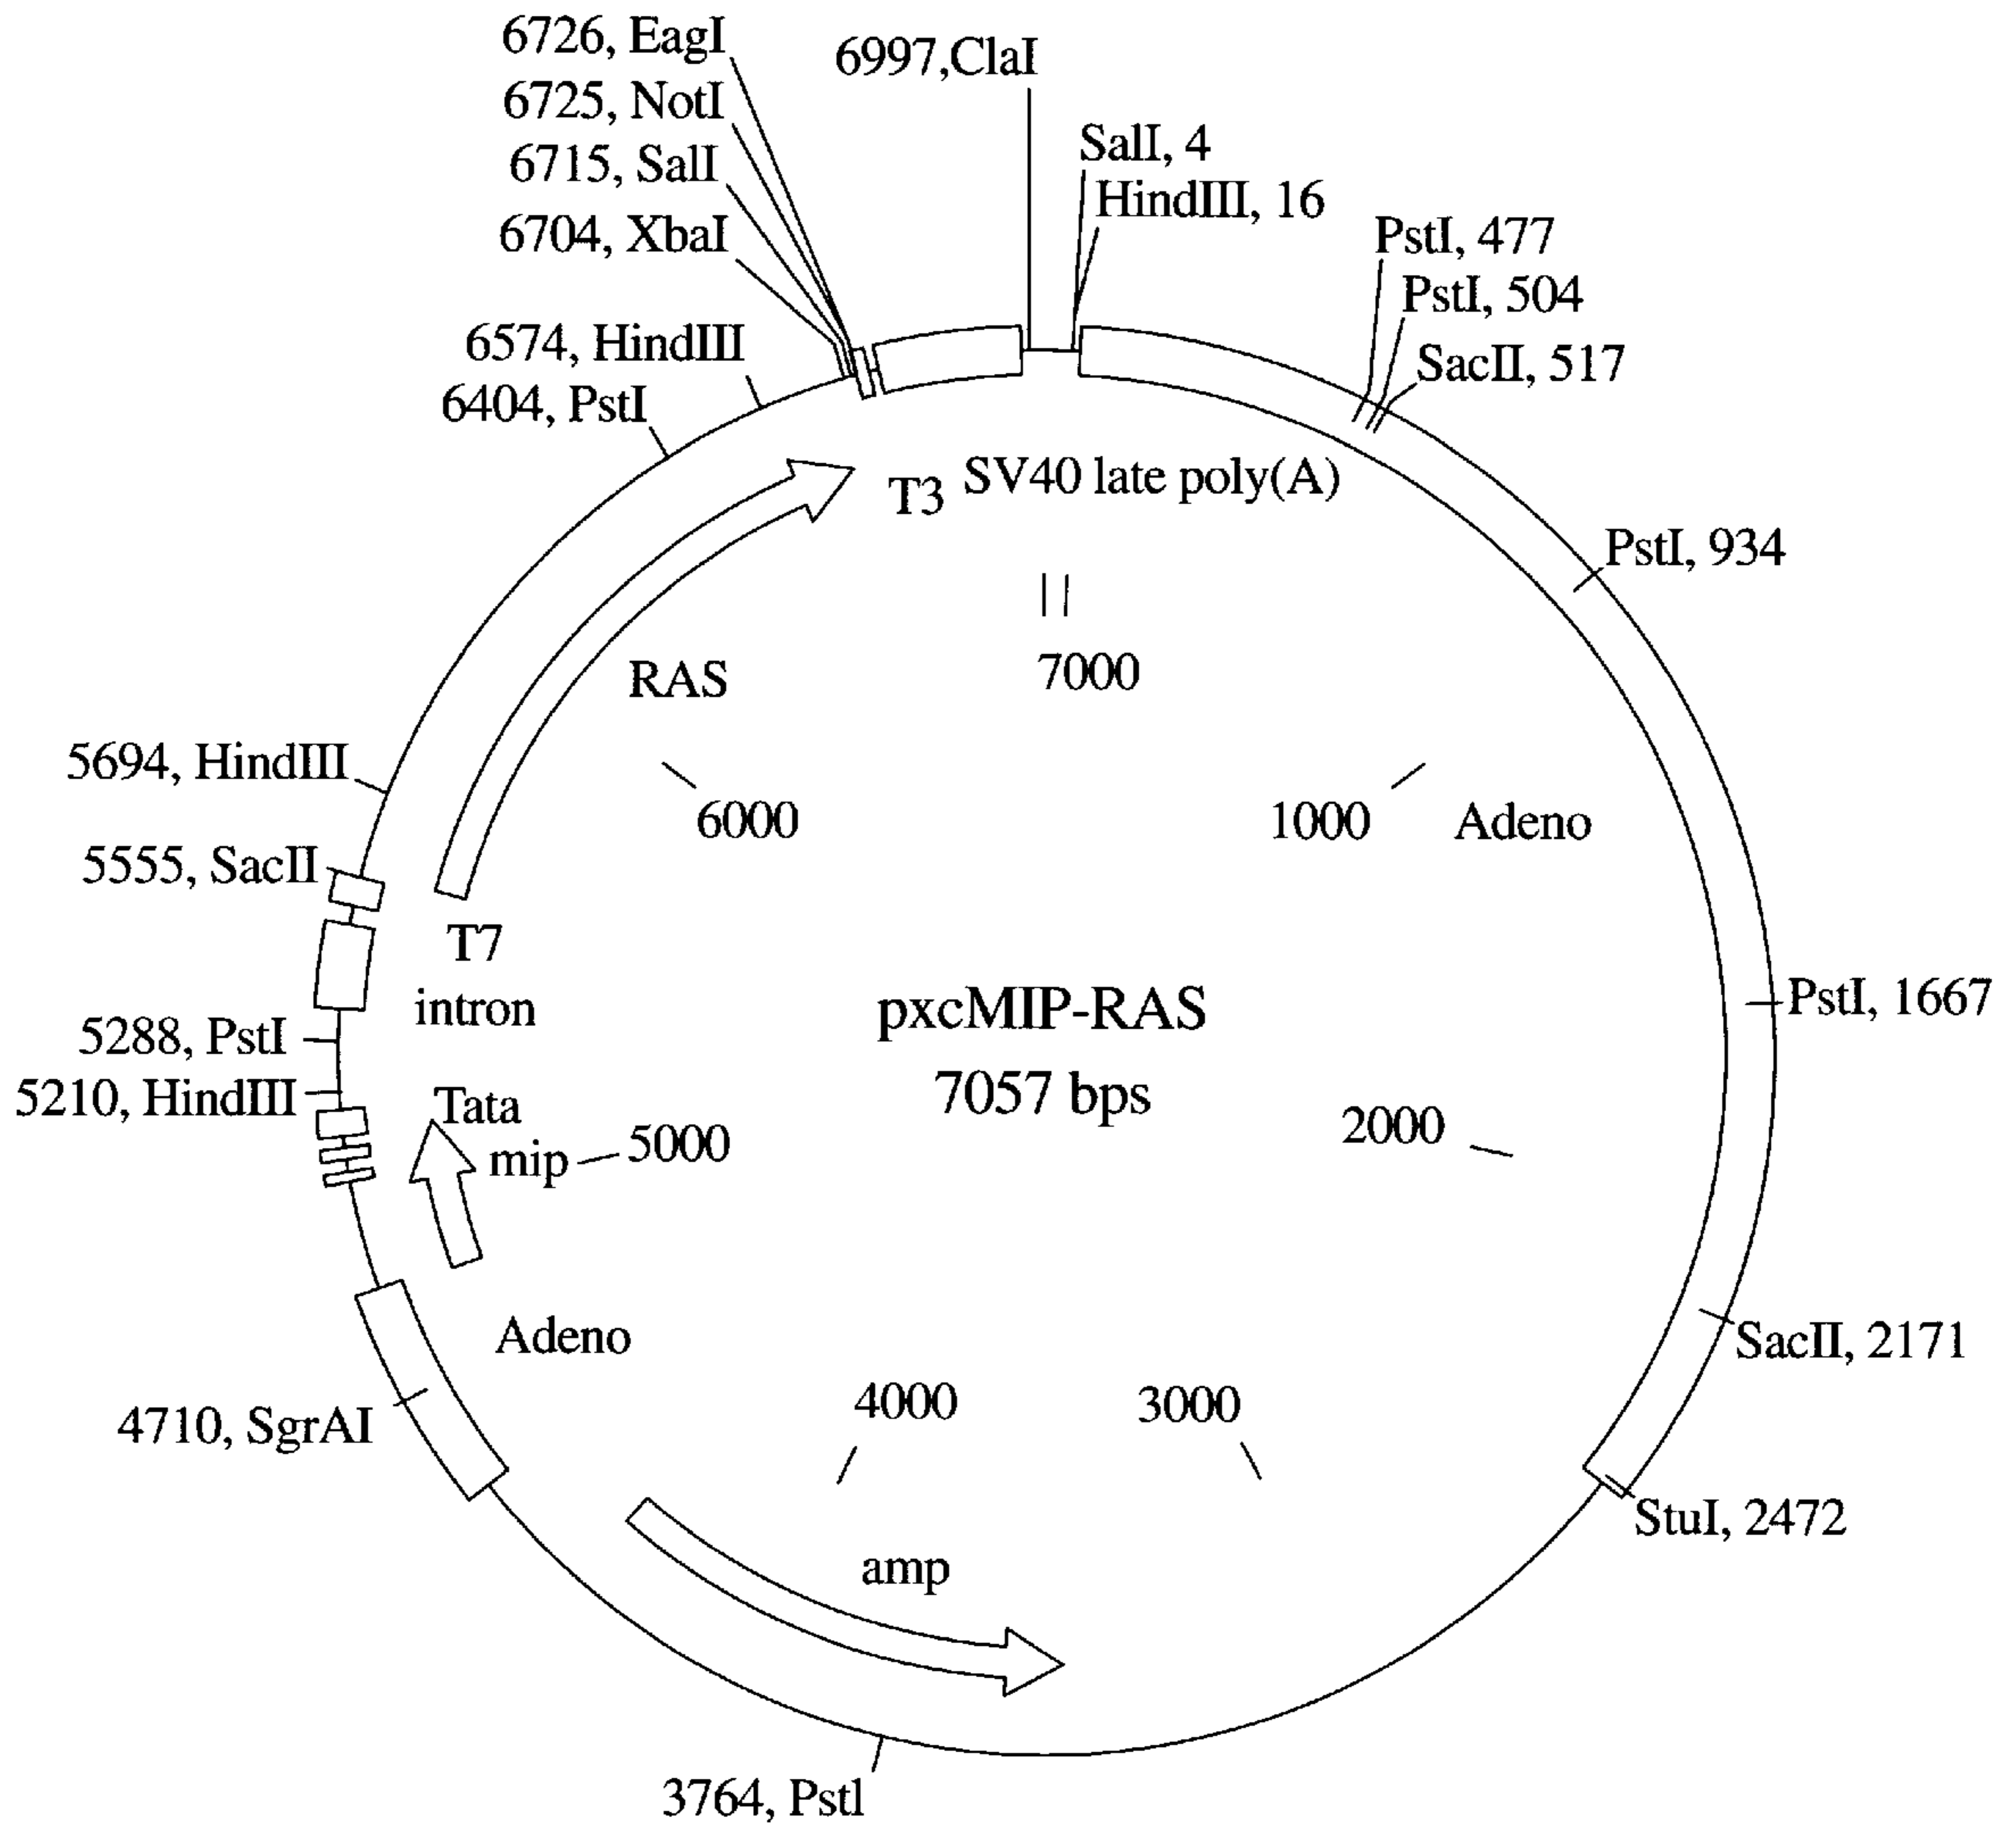 6726, EagI
6997,ClaI
6725, NotI
SalI, 4
6715, SalI
HindIII, 16
6704, XbaI
PstI, 477
PstI, 504
6574, HindIII
SacII, 517
6404, PstI
T3
SV40 late poly(A)
PstI, 934
RAS
7000
5694, HindIII
6000
1000
Adeno
5555, SacII
T7
intron
pxcMIP-RAS
7057 bps
PstI, 1667
5288, PstI
5210, HindIII
Tata
mip
5000
2000
Adeno
SacII, 2171
4710, SgrAI
4000
3000
StuI, 2472
amp
3764, PstI